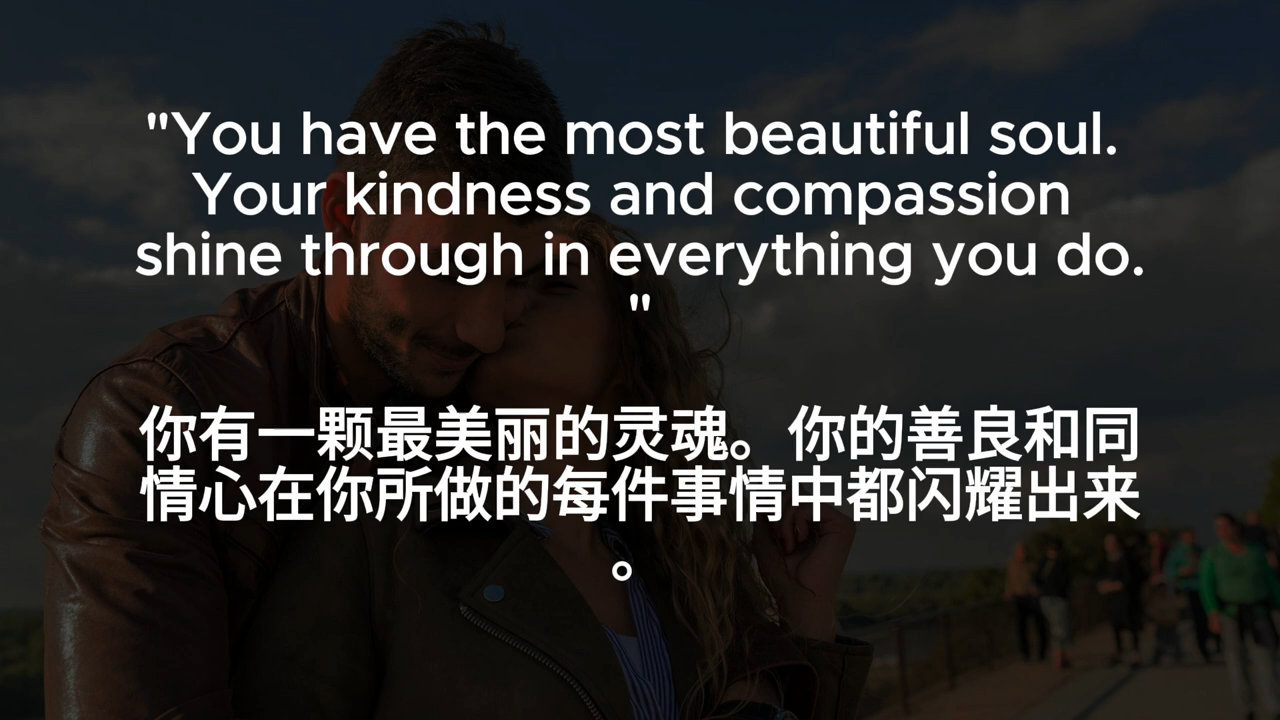 "You have the most beautiful soul.
Your kindness and compassion
shine through in everything you do.
"
你有一颗最美丽的灵魂。你的善良和同
情心在你所做的每件事情中都闪耀出来
。